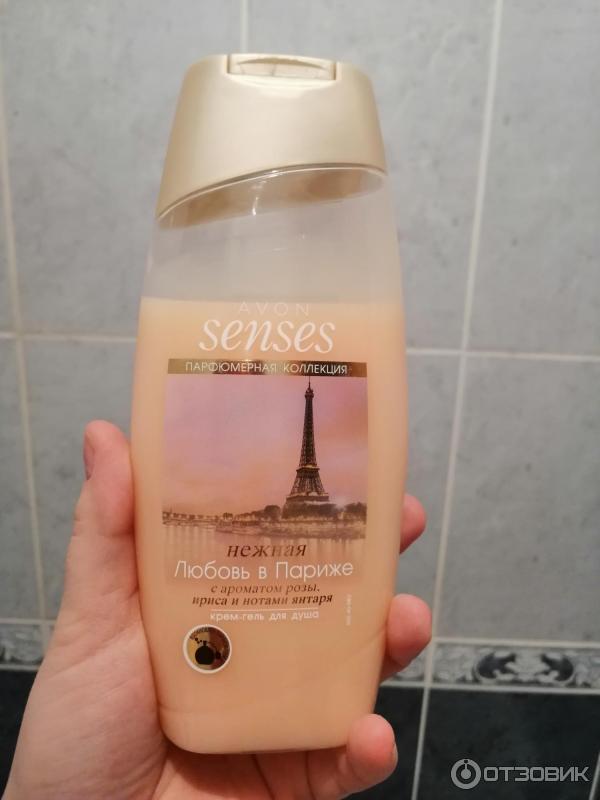 AVON
senses
ПАРФЮМЕРНАЯ КОЛЛЕКЦИЯ
нежная
Любовь в Париже
с ароматом розы,
ириса и нотами янтаря
крем-гель для душа
ОТЗОВИК